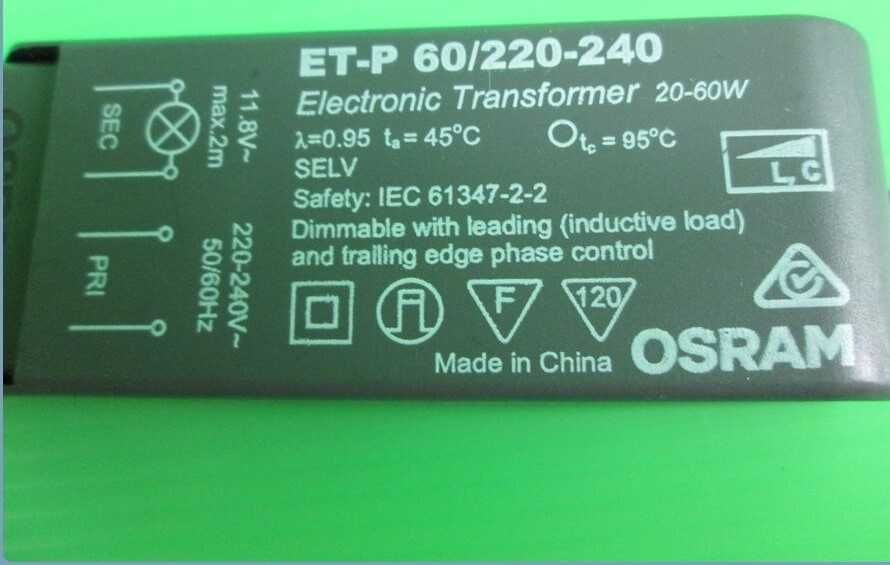 ET-P 60/220-240
Electronic Transformer 20-60W
λ=0.95 ta= 45°C tc = 95°C
SELV
Safety: IEC 61347-2-2
Dimmable with leading (inductive load)
and trailing edge phase control
L, C
F
120
Made in China OSRAM
SEC
11.8V~
max.2m
PRI
220-240V~
50/60Hz